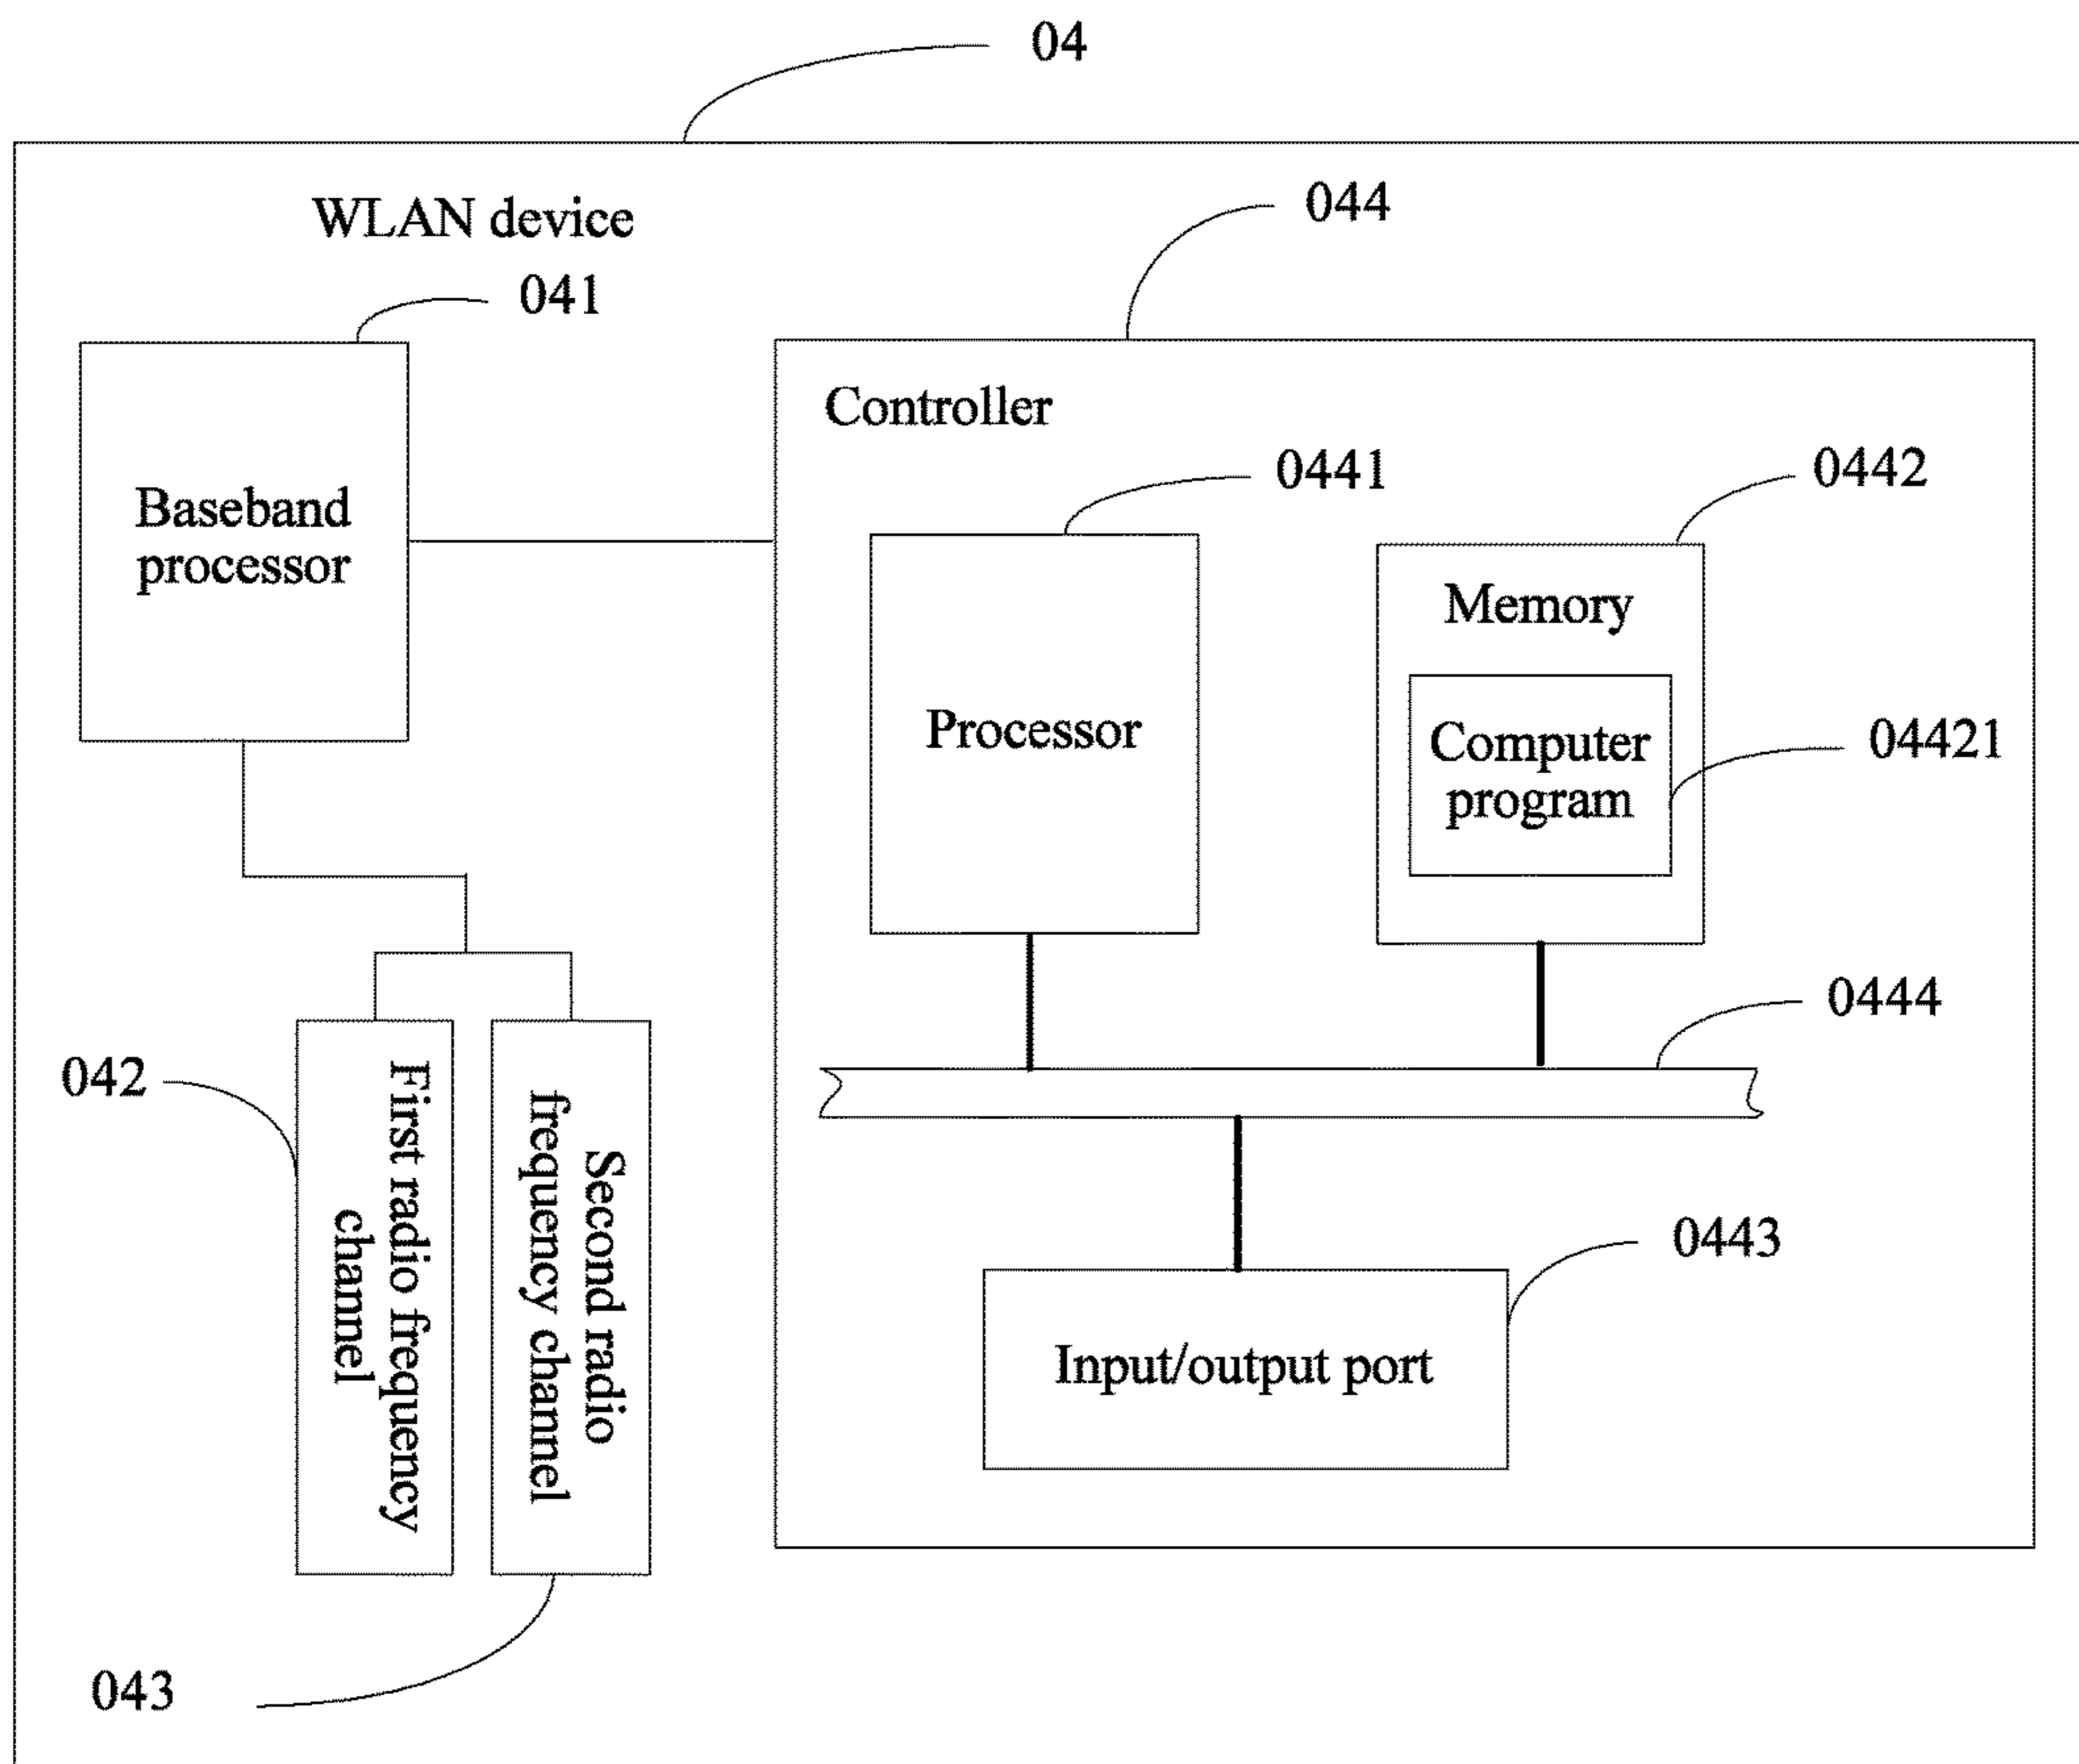 04
WLAN device
044
041
Controller
0441
0442
Baseband
processor
Memory
Processor
Computer
program
04421
0444
042
First radio frequency
channel
Second radio
frequency channel
0443
Input/output port
043